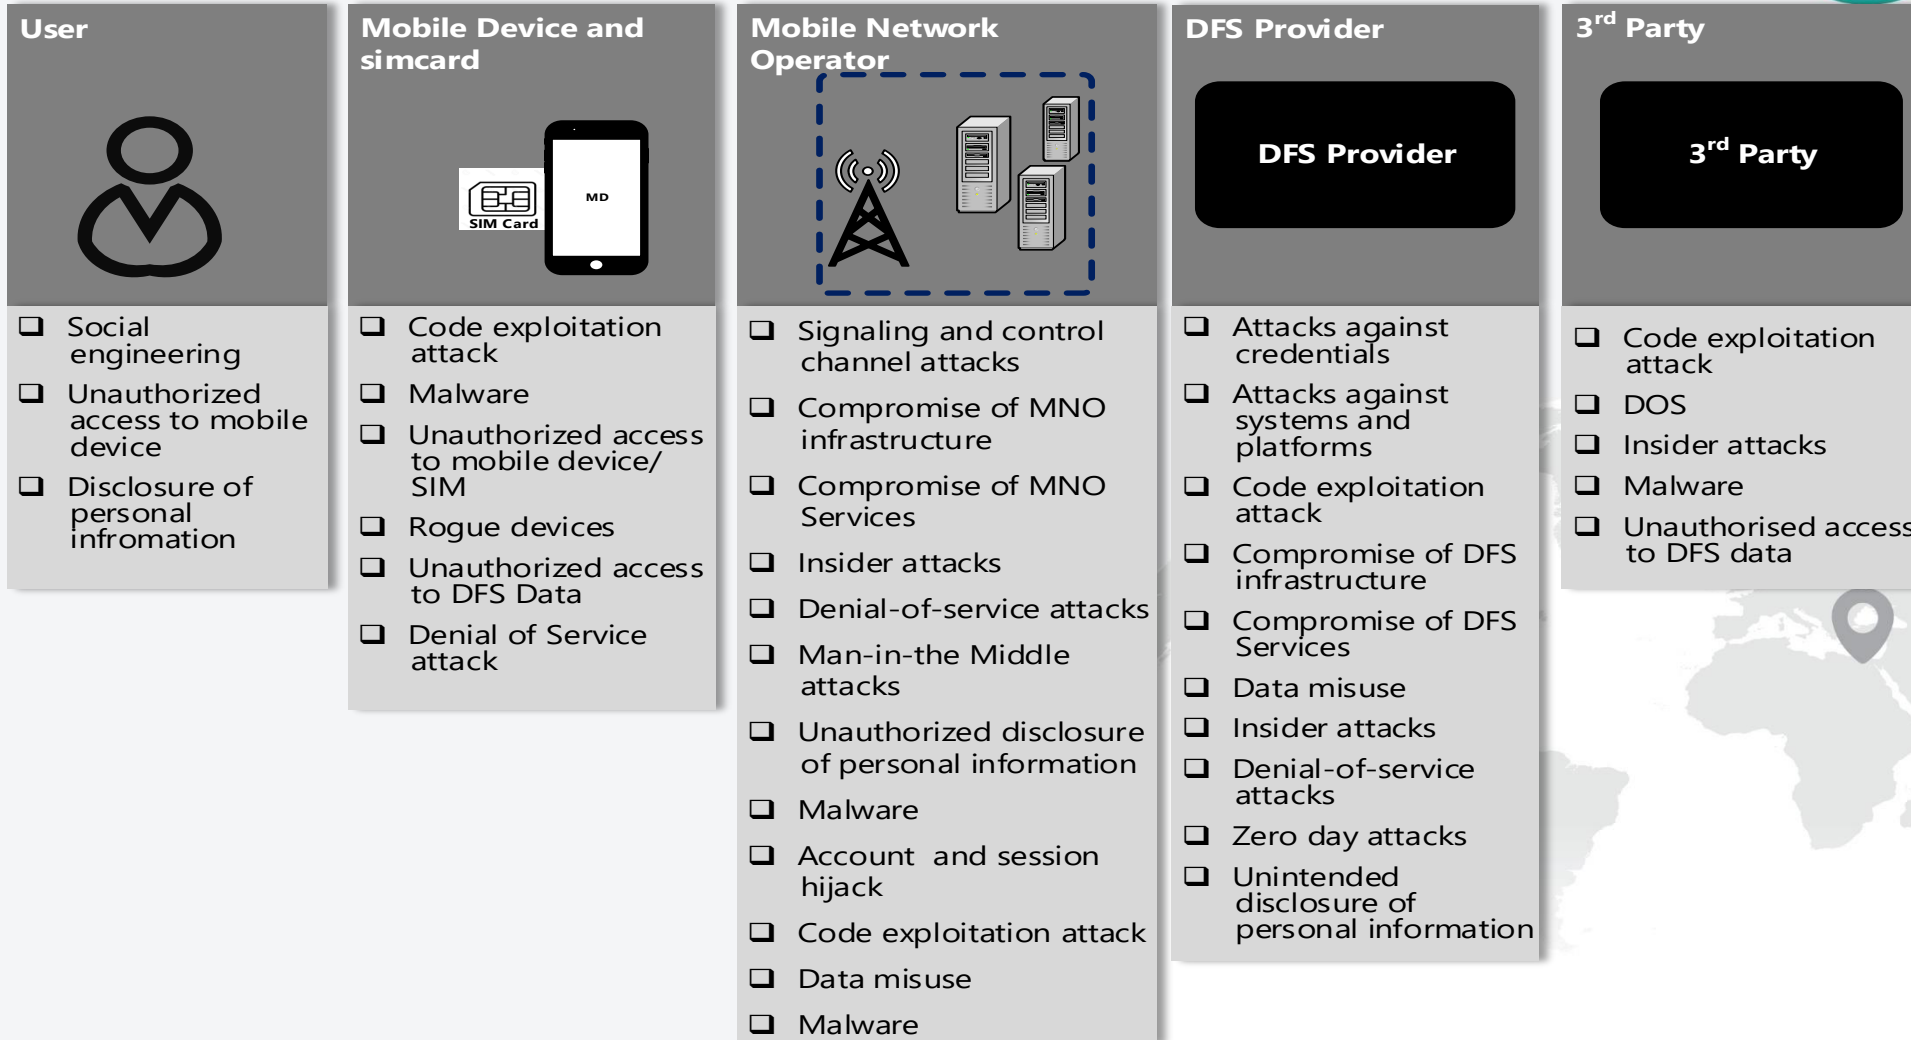 User
Social
engineering
Unauthorized
access to mobile
device
Disclosure of
personal
infromation
Mobile Device and
simcard
SIM Card
MD
Code exploitation
attack
Malware
Unauthorized access
to mobile device/
SIM
Rogue devices
Unauthorized access
to DFS Data
Denial of Service
attack
Mobile Network
Operator
Signaling and control
channel attacks
Compromise of MNO
infrastructure
Compromise of MNO
Services
Insider attacks
Denial-of-service attacks
Man-in-the Middle
attacks
Unauthorized disclosure
of personal information
Malware
Account and session
hijack
Code exploitation attack
Data misuse
Malware
DFS Provider
DFS Provider
Attacks against
credentials
Attacks against
systems and
platforms
Code exploitation
attack
Compromise of DFS
infrastructure
Compromise of DFS
Services
Data misuse
Insider attacks
Denial-of-service
attacks
Zero day attacks
Unintended
disclosure of
personal information
3rd Party
3rd Party
Code exploitation
attack
DOS
Insider attacks
Malware
Unauthorised access
to DFS data